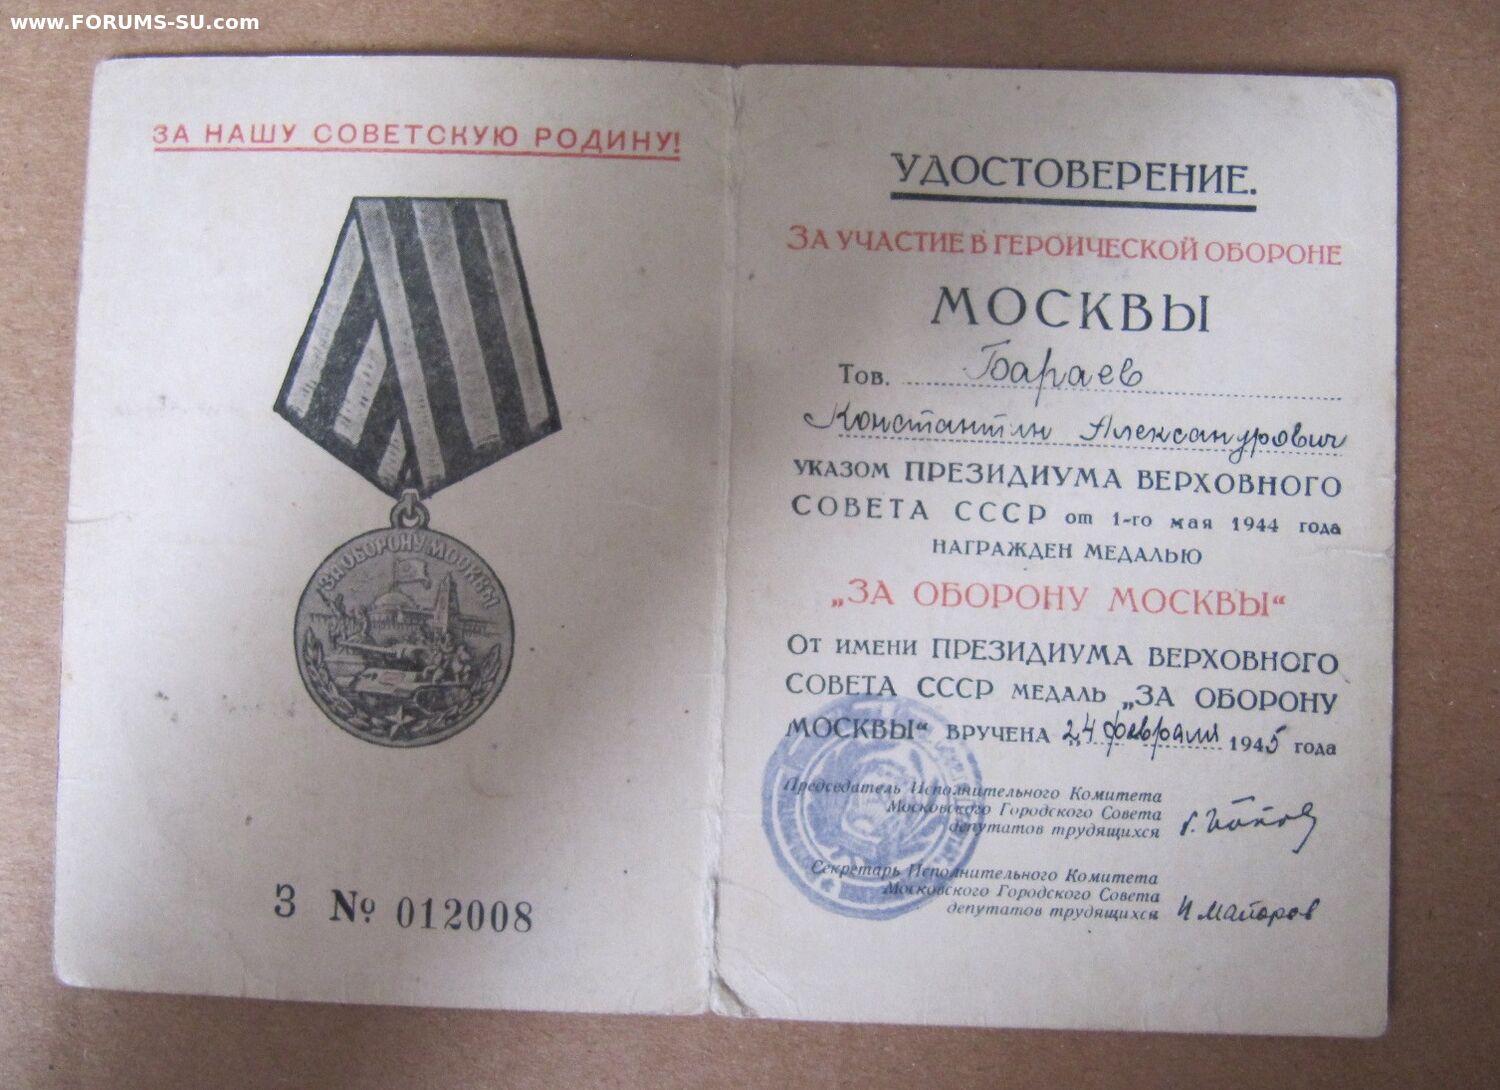 www.FORUMS-SU.com
ЗА НАШУ СОВЕТСКУЮ РОДИНУ!
ЗА ОБОРОНУ МОСКВЫ
З № 012008
УДОСТОВЕРЕНИЕ.
ЗА УЧАСТИЕ В ГЕРОИЧЕСКОЙ ОБОРОНЕ
МОСКВЫ
Тов. Бараев
Константин Александрович
УКАЗОМ ПРЕЗИДИУМА ВЕРХОВНОГО
СОВЕТА СССР от 1-го мая 1944 года
НАГРАЖДЕН МЕДАЛЬЮ
„ЗА ОБОРОНУ МОСКВЫ“
От имени ПРЕЗИДИУМА ВЕРХОВНОГО
СОВЕТА СССР медаль „ЗА ОБОРОНУ
МОСКВЫ“ вручена 24 февраля 1945 года
Председатель Исполнительного Комитета
Московского Городского Совета
депутатов трудящихся Г. Попов
Секретарь Исполнительного Комитета
Московского Городского Совета
депутатов трудящихся И Майоров